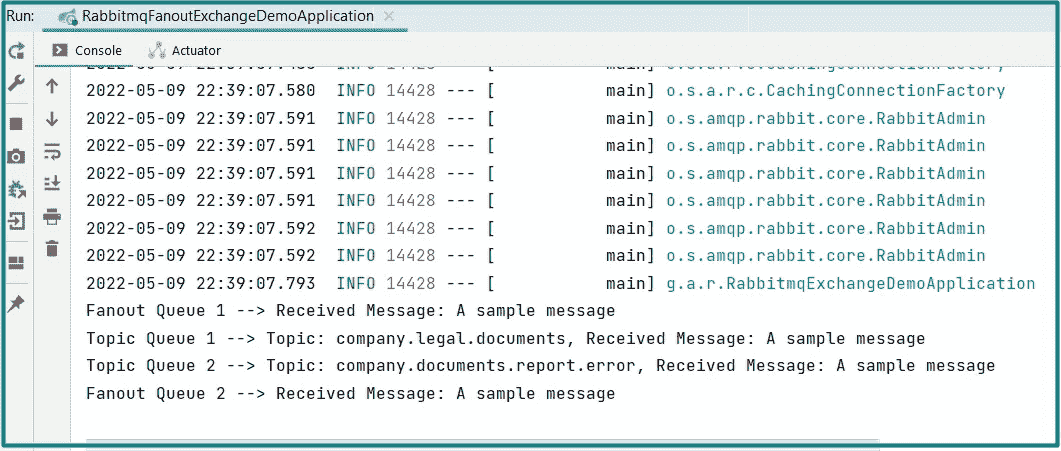 Run: RabbitmqFanoutExchangeDemoApplication
Console Actuator
2022-05-09 22:39:07.580 INFO 14428 --- [ main] o.s.a.r.c.CachingConnectionFactory
2022-05-09 22:39:07.591 INFO 14428 --- [ main] o.s.amqp.rabbit.core.RabbitAdmin
2022-05-09 22:39:07.591 INFO 14428 --- [ main] o.s.amqp.rabbit.core.RabbitAdmin
2022-05-09 22:39:07.591 INFO 14428 --- [ main] o.s.amqp.rabbit.core.RabbitAdmin
2022-05-09 22:39:07.591 INFO 14428 --- [ main] o.s.amqp.rabbit.core.RabbitAdmin
2022-05-09 22:39:07.592 INFO 14428 --- [ main] o.s.amqp.rabbit.core.RabbitAdmin
2022-05-09 22:39:07.592 INFO 14428 --- [ main] o.s.amqp.rabbit.core.RabbitAdmin
2022-05-09 22:39:07.793 INFO 14428 --- [ main] g.a.r.RabbitmqExchangeDemoApplication
Fanout Queue 1 --> Received Message: A sample message
Topic Queue 1 --> Topic: company.legal.documents, Received Message: A sample message
Topic Queue 2 --> Topic: company.documents.report.error, Received Message: A sample message
Fanout Queue 2 --> Received Message: A sample message